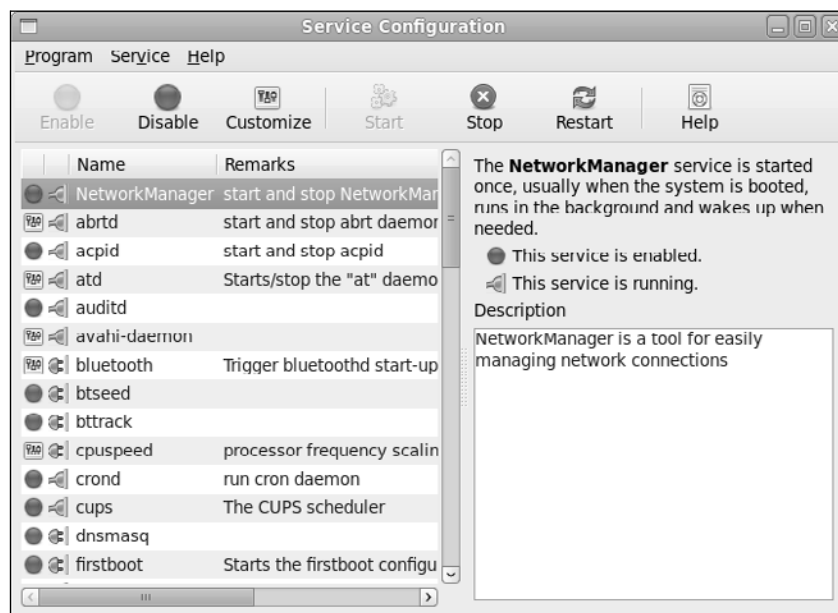 Service Configuration
Program Service Help
Enable Disable Customize Start Stop Restart Help
Name Remarks
NetworkManager start and stop NetworkMan
abrtd start and stop abrt daemon
acpid start and stop acpid
atd Starts/stop the "at" daemo
auditd
avahi-daemon
bluetooth Trigger bluetoothd start-up
btseed
bttrack
cpuspeed processor frequency scalin
crond run cron daemon
cups The CUPS scheduler
dnsmasq
firstboot Starts the firstboot configu
The NetworkManager service is started
once, usually when the system is booted,
runs in the background and wakes up when
needed.
This service is enabled.
This service is running.
Description
NetworkManager is a tool for easily
managing network connections